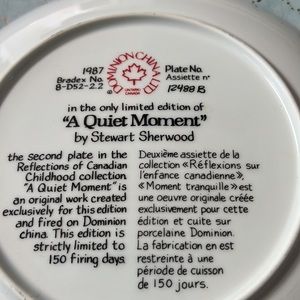 DOMINION CHINA LTD
ONTARIO
CANADA
1987
Bradex No.
8-D52-2.2
Plate No.
Assiette nº
12488 B
in the only limited edition of
"A Quiet Moment"
by Stewart Sherwood
the second plate in the
Reflections of Canadian
Childhood collection
"A Quiet Moment" is
an original work created
exclusively for this edition
and fired on Dominion
china. This edition is
strictly limited to
150 firing days.
Deuxième assiette de la
collection «Réflexions sur
l'enfance canadienne»,
«Moment tranquille» est
une oeuvre originale créée
exclusivement pour cette
édition et cuite sur
porcelaine Dominion.
La fabrication en est
restreinte à une
période de cuisson
de 150 jours.